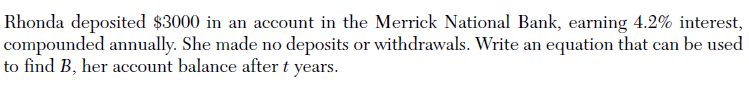 Rhonda deposited $3000 in an account in the Merrick National Bank, earning 4.2% interest,
compounded annually. She made no deposits or withdrawals. Write an equation that can be used
to find B, her account balance after t years.